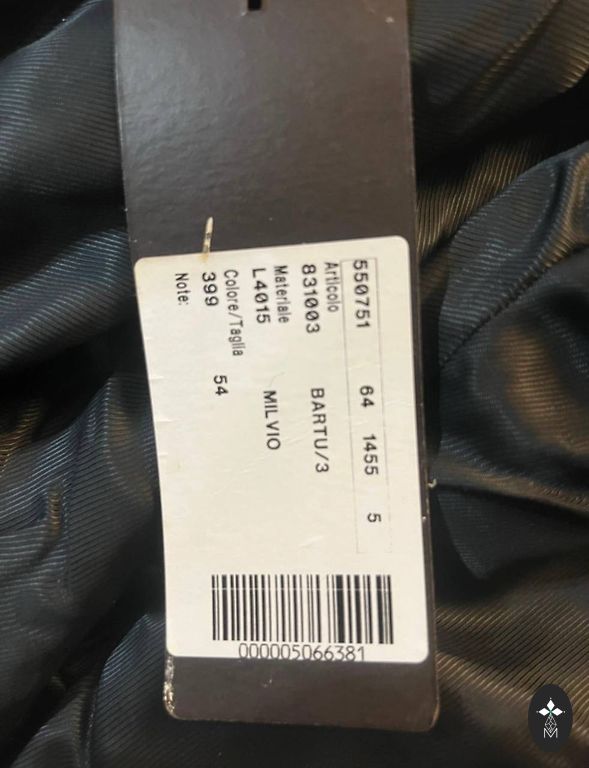 550751 64 1455 5
Articolo
831003 BARTU/3
Materiale
L4015 MILVIO
Colore/Taglia
399 54
Note:
000005066381
M